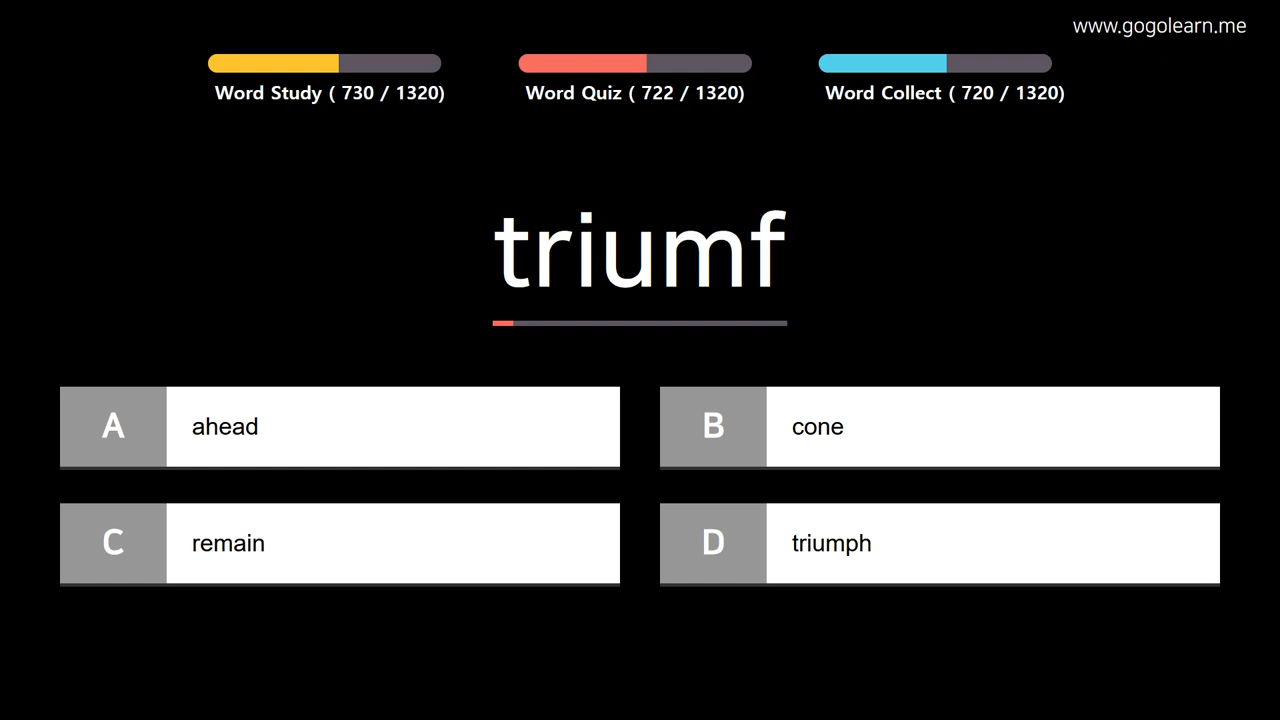 www.gogolearn.me
Word Study ( 730 / 1320)
Word Quiz ( 722 / 1320)
Word Collect ( 720 / 1320)
triumf
A ahead
B cone
C remain
D triumph